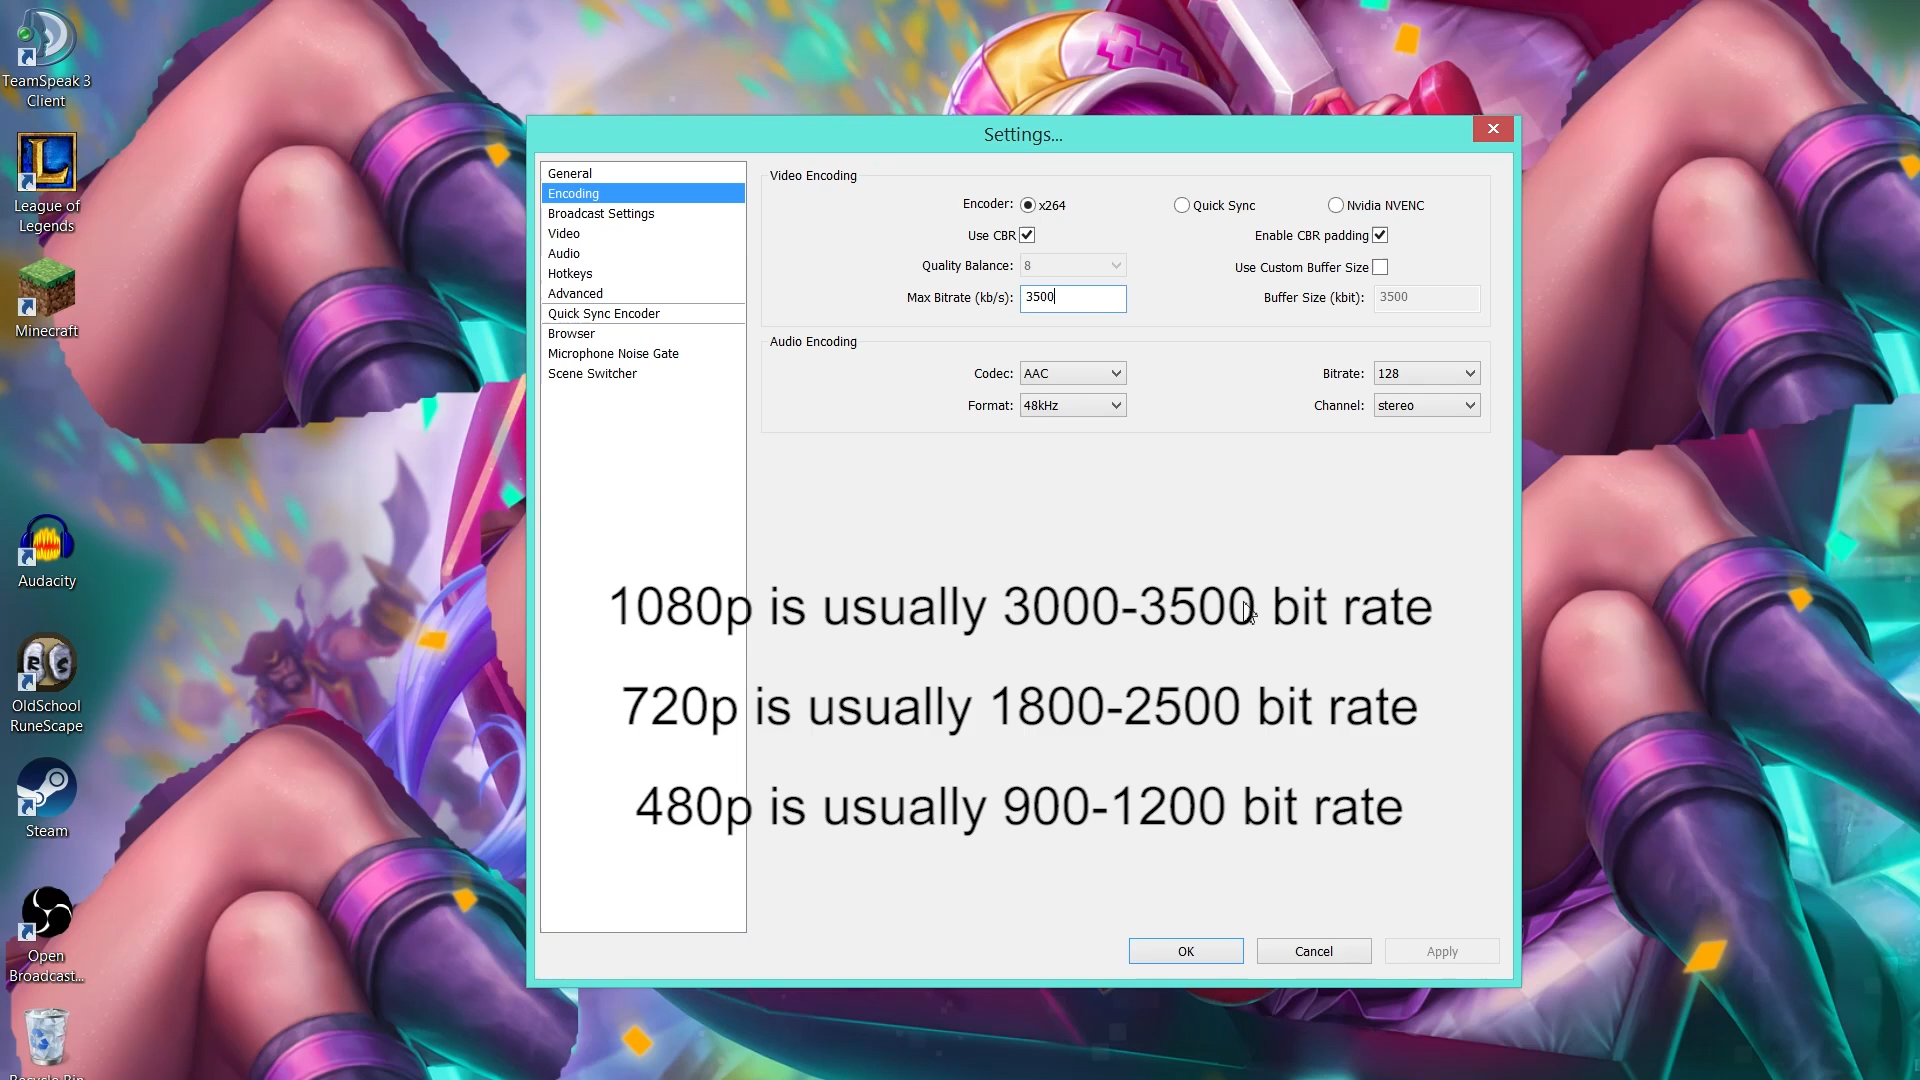 TeamSpeak 3
Client
League of
Legends
Minecraft
Audacity
OldSchool
RuneScape
Steam
Open
Broadcast...
Recycle Bin
Settings...
General
Encoding
Broadcast Settings
Video
Audio
Hotkeys
Advanced
Quick Sync Encoder
Browser
Microphone Noise Gate
Scene Switcher
Video Encoding
Encoder: x264 Quick Sync Nvidia NVENC
Use CBR Enable CBR padding
Quality Balance: 8 Use Custom Buffer Size
Max Bitrate (kb/s): 3500 Buffer Size (kbit): 3500
Audio Encoding
Codec: AAC Bitrate: 128
Format: 48kHz Channel: stereo
1080p is usually 3000-3500 bit rate
720p is usually 1800-2500 bit rate
480p is usually 900-1200 bit rate
OK Cancel Apply